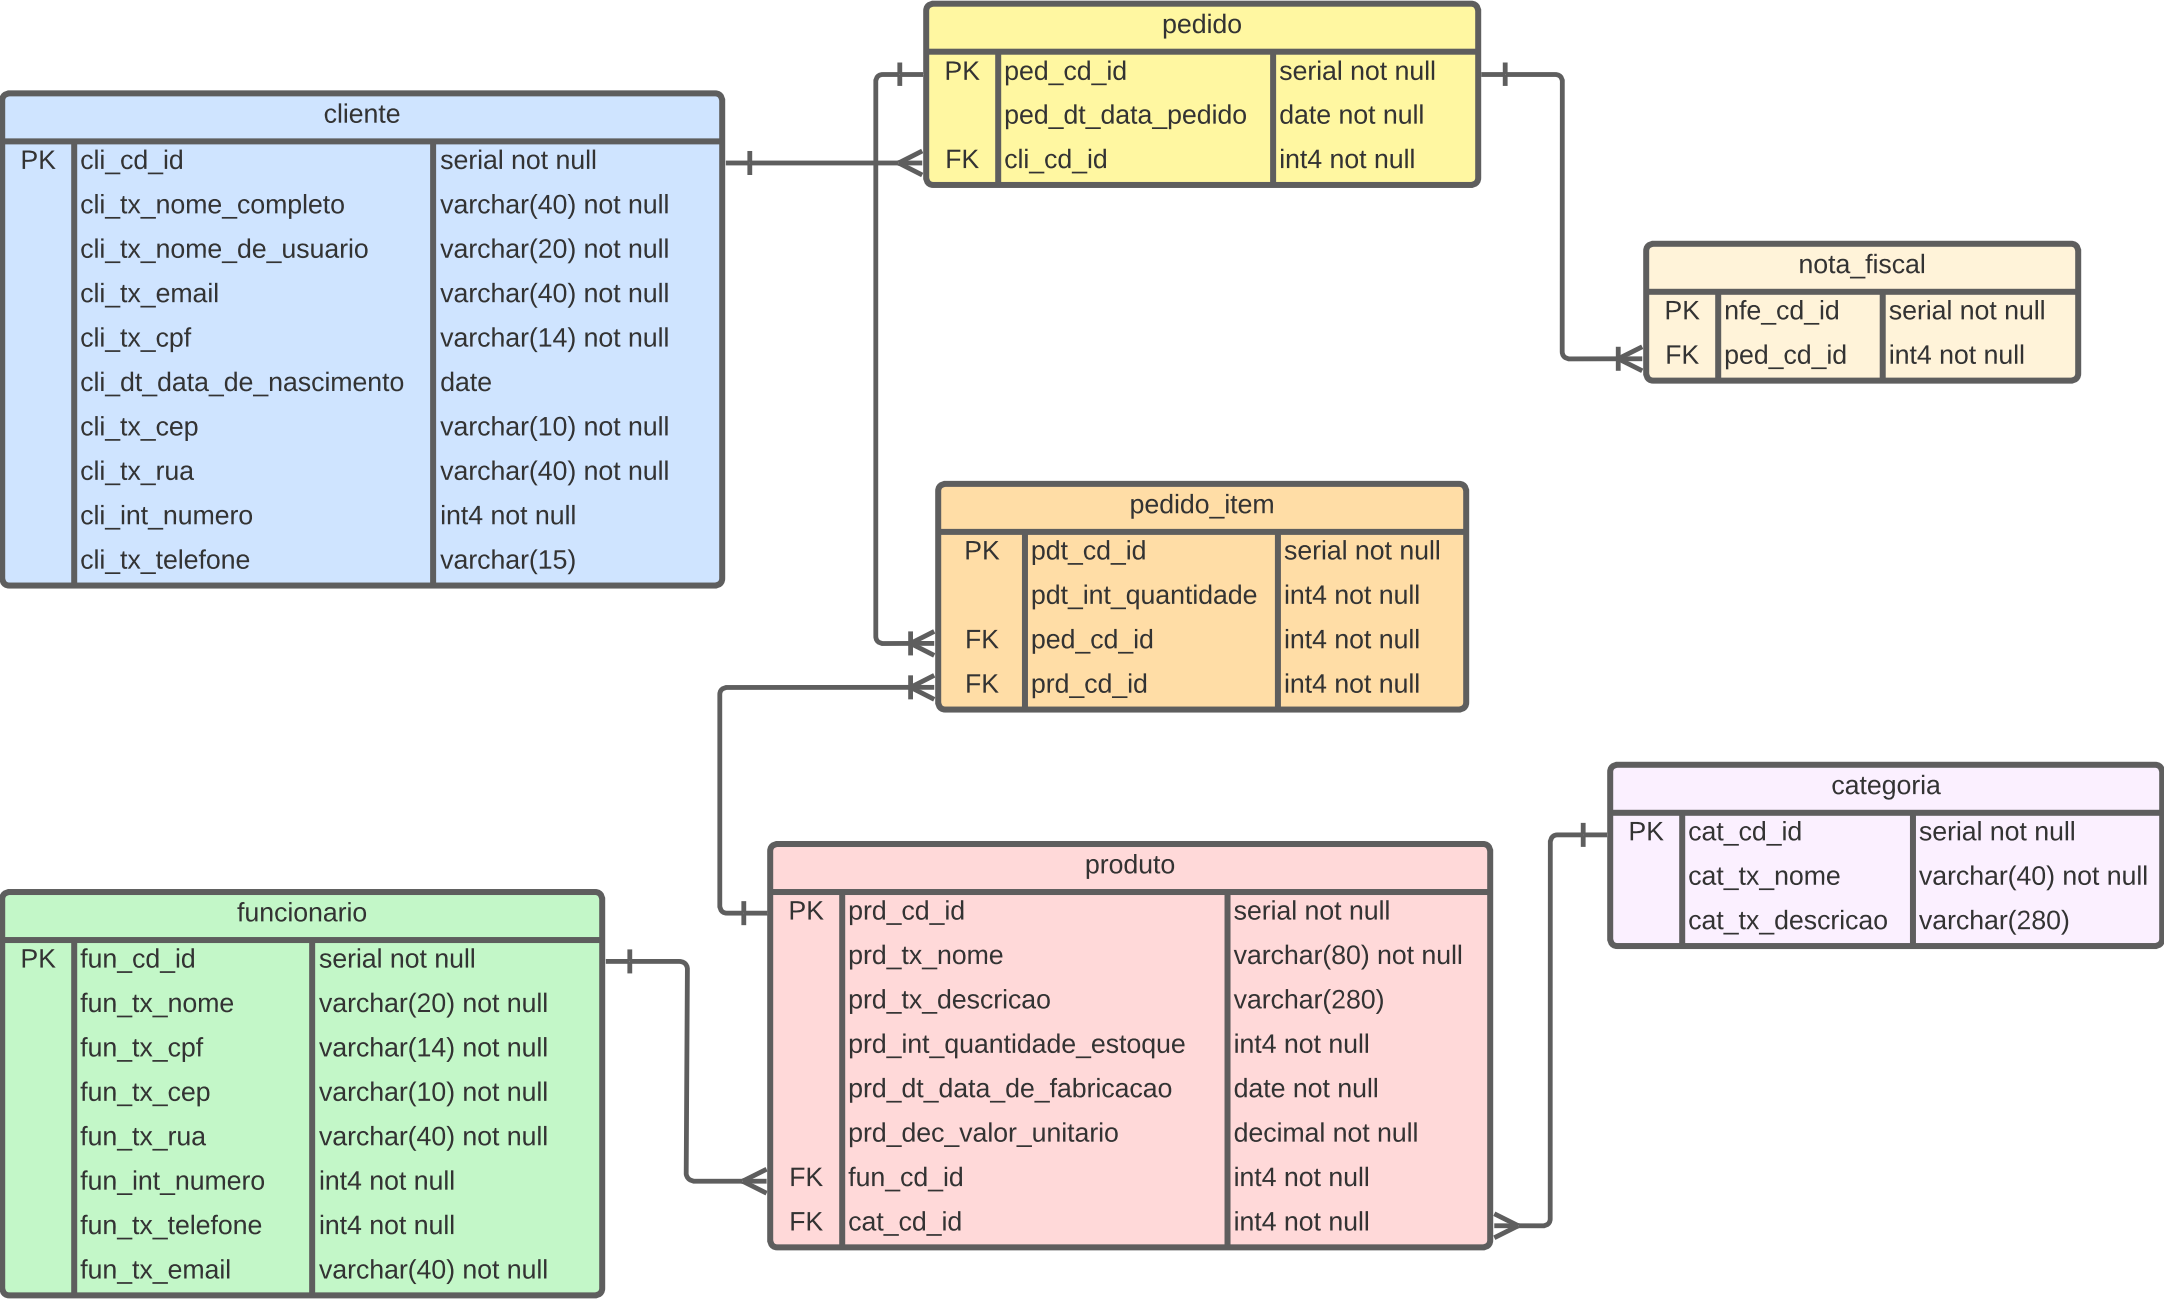 pedido
PK ped_cd_id serial not null
ped_dt_data_pedido date not null
FK cli_cd_id int4 not null
cliente
PK cli_cd_id serial not null
cli_tx_nome_completo varchar(40) not null
cli_tx_nome_de_usuario varchar(20) not null
cli_tx_email varchar(40) not null
cli_tx_cpf varchar(14) not null
cli_dt_data_de_nascimento date
cli_tx_cep varchar(10) not null
cli_tx_rua varchar(40) not null
cli_int_numero int4 not null
cli_tx_telefone varchar(15)
nota_fiscal
PK nfe_cd_id serial not null
FK ped_cd_id int4 not null
pedido_item
PK pdt_cd_id serial not null
pdt_int_quantidade int4 not null
FK ped_cd_id int4 not null
FK prd_cd_id int4 not null
categoria
PK cat_cd_id serial not null
cat_tx_nome varchar(40) not null
cat_tx_descricao varchar(280)
produto
PK prd_cd_id serial not null
prd_tx_nome varchar(80) not null
prd_tx_descricao varchar(280)
prd_int_quantidade_estoque int4 not null
prd_dt_data_de_fabricacao date not null
prd_dec_valor_unitario decimal not null
FK fun_cd_id int4 not null
FK cat_cd_id int4 not null
funcionario
PK fun_cd_id serial not null
fun_tx_nome varchar(20) not null
fun_tx_cpf varchar(14) not null
fun_tx_cep varchar(10) not null
fun_tx_rua varchar(40) not null
fun_int_numero int4 not null
fun_tx_telefone int4 not null
fun_tx_email varchar(40) not null